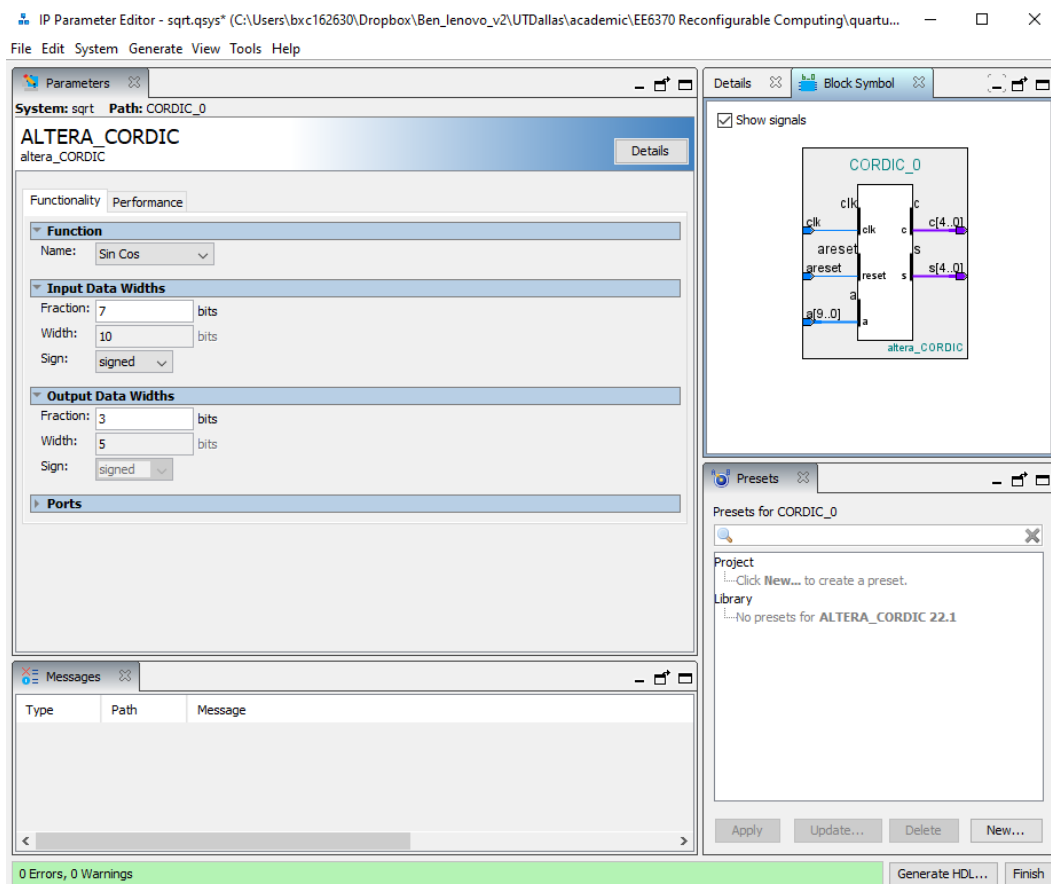 IP Parameter Editor - sqrt.qsys* (C:\Users\bxc162630\Dropbox\Ben_lenovo_v2\UTDallas\academic\EE6370 Reconfigurable Computing\quartu...
File Edit System Generate View Tools Help
Parameters
System: sqrt Path: CORDIC_0
ALTERA_CORDIC
altera_CORDIC
Details
Functionality Performance
Function
Name: Sin Cos
Input Data Widths
Fraction: 7 bits
Width: 10 bits
Sign: signed
Output Data Widths
Fraction: 3 bits
Width: 5 bits
Sign: signed
Ports
Details Block Symbol
Show signals
CORDIC_0
clk c
clk clk c c[4..0]
areset s
areset reset s s[4..0]
a
a[9..0] a
altera_CORDIC
Presets
Presets for CORDIC_0
Project
Click New... to create a preset.
Library
No presets for ALTERA_CORDIC 22.1
Apply Update... Delete New...
Messages
Type Path Message
0 Errors, 0 Warnings
Generate HDL... Finish